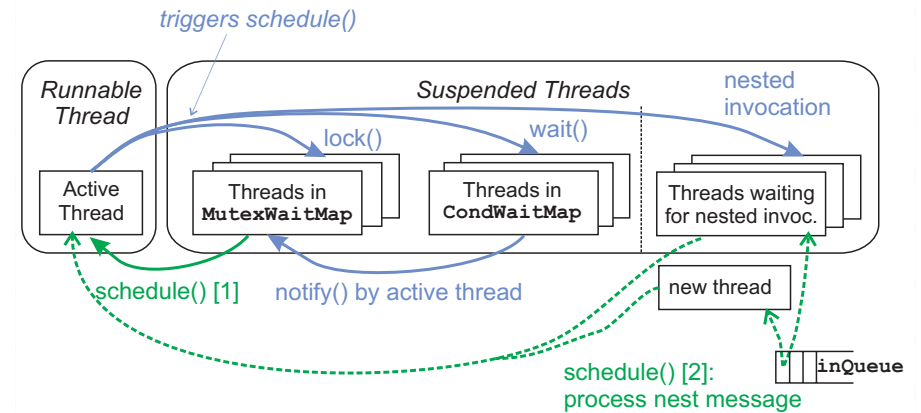 triggers schedule()
Runnable
Thread
Suspended Threads
nested
invocation
lock()
wait()
Active
Thread
Threads in
MutexWaitMap
Threads in
CondWaitMap
Threads waiting
for nested invoc.
schedule() [1]
notify() by active thread
new thread
inQueue
schedule() [2]:
process nest message